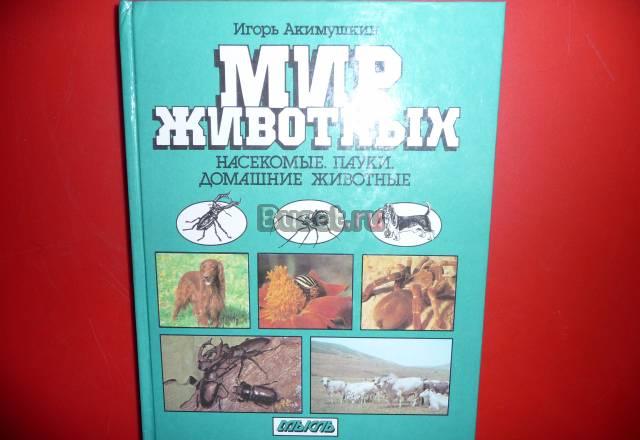 Игорь Акимушкин
МИР
ЖИВОТНЫХ
НАСЕКОМЫЕ. ПАУКИ.
ДОМАШНИЕ ЖИВОТНЫЕ
Buset.ru
МЫСЛЬ